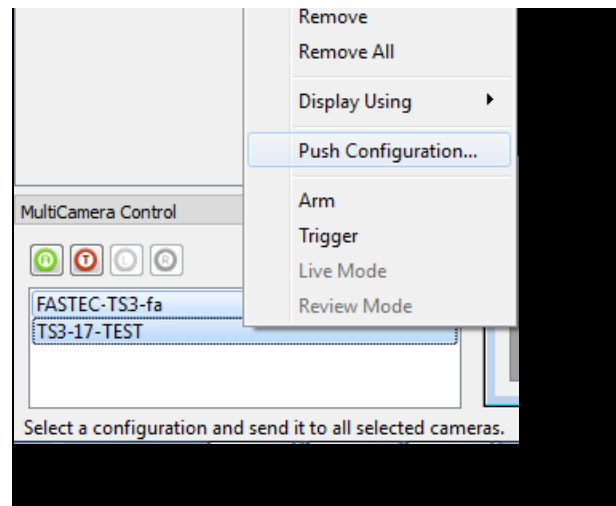 Remove
Remove All
Display Using
Push Configuration...
Arm
Trigger
Live Mode
Review Mode
MultiCamera Control
A T L R
FASTEC-TS3-fa
TS3-17-TEST
Select a configuration and send it to all selected cameras.